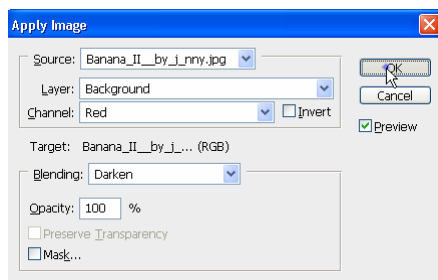 Apply Image
Source: Banana_II__by_j_nny.jpg
OK
Layer: Background
Cancel
Channel: Red
Invert
Preview
Target: Banana_II__by_j_... (RGB)
Blending: Darken
Opacity: 100 %
Preserve Transparency
Mask...